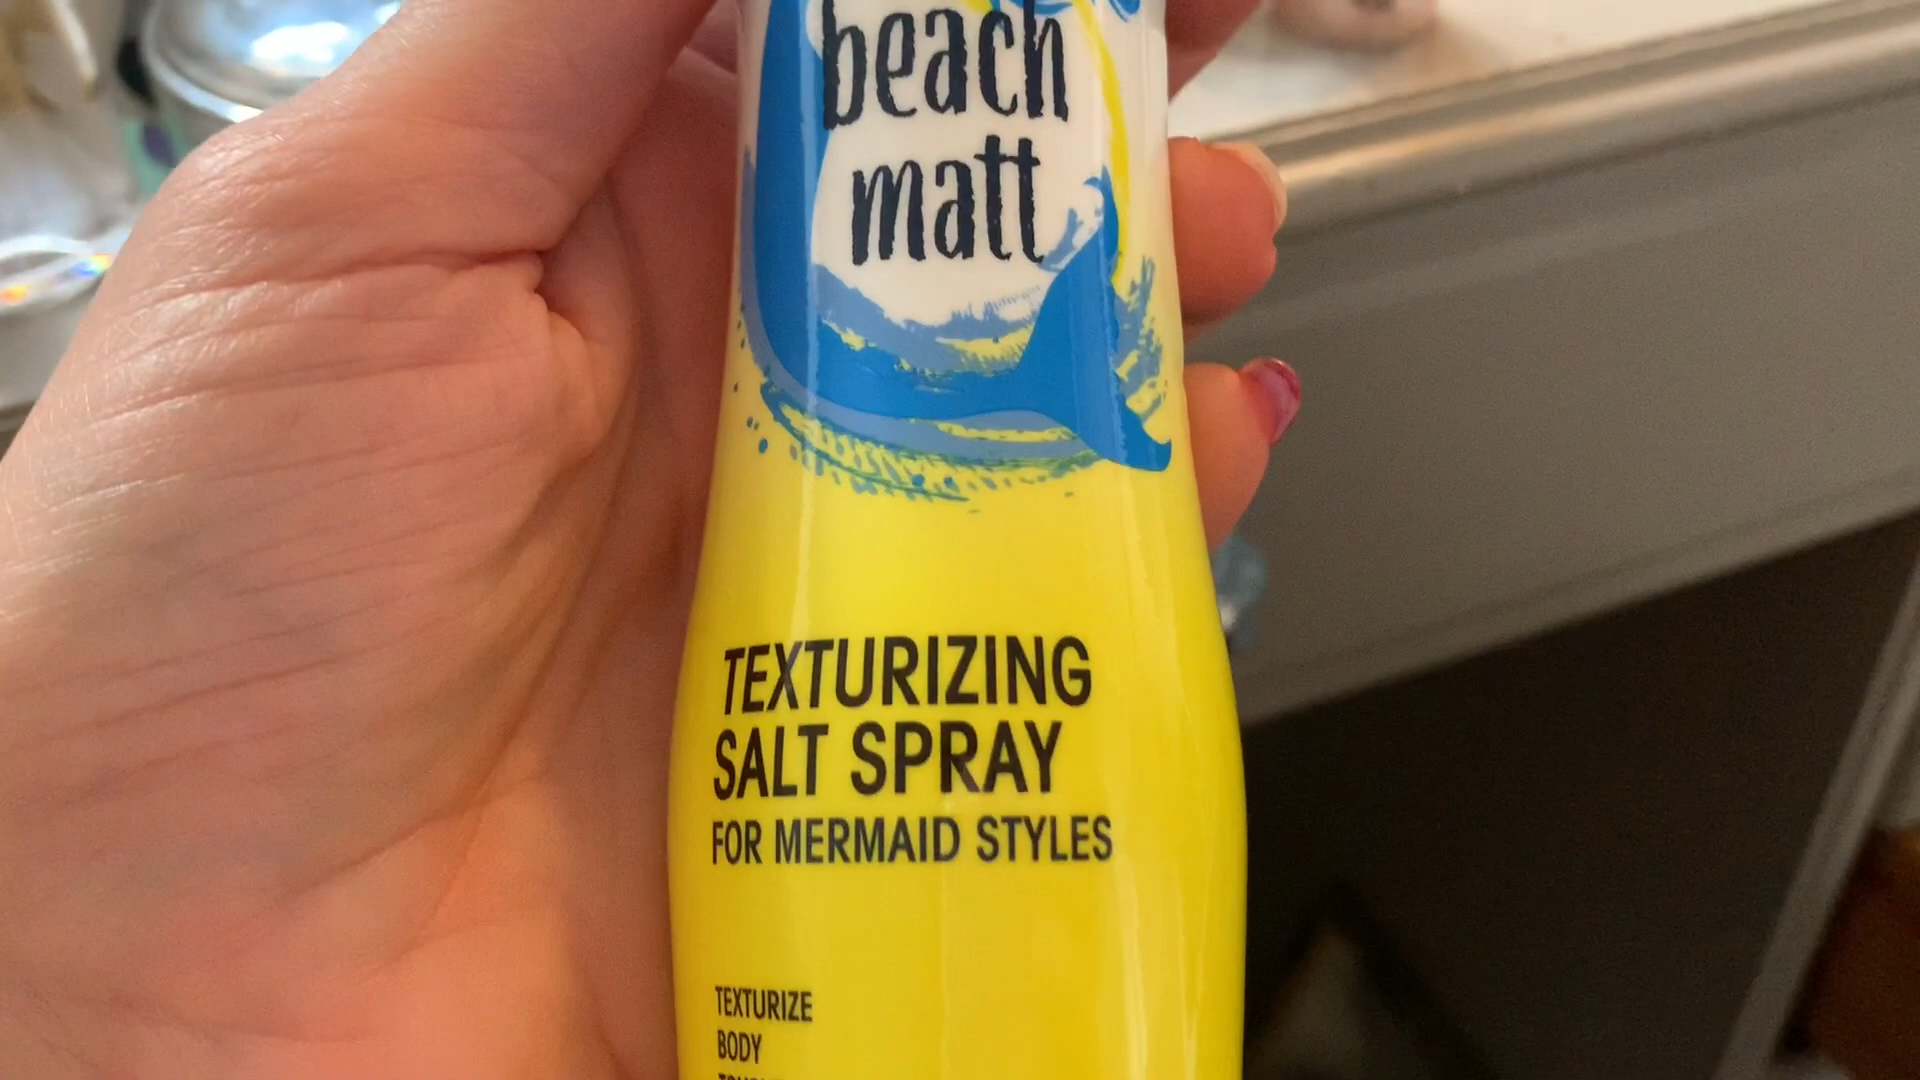 beach
matt
TEXTURIZING
SALT SPRAY
FOR MERMAID STYLES
TEXTURIZE
BODY